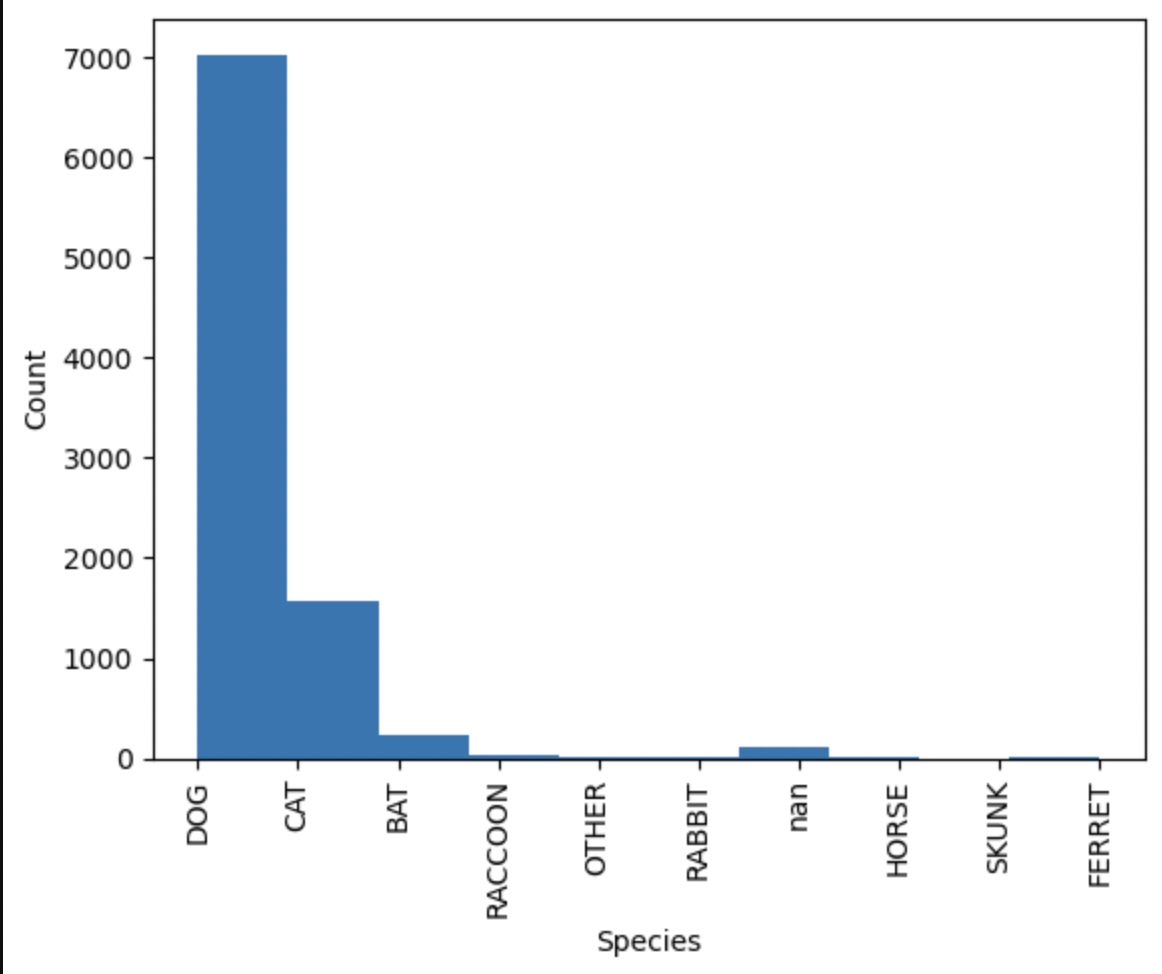 7000
6000
5000
4000
3000
2000
1000
0
Count
DOG
CAT
BAT
RACCOON
OTHER
RABBIT
nan
HORSE
SKUNK
FERRET
Species